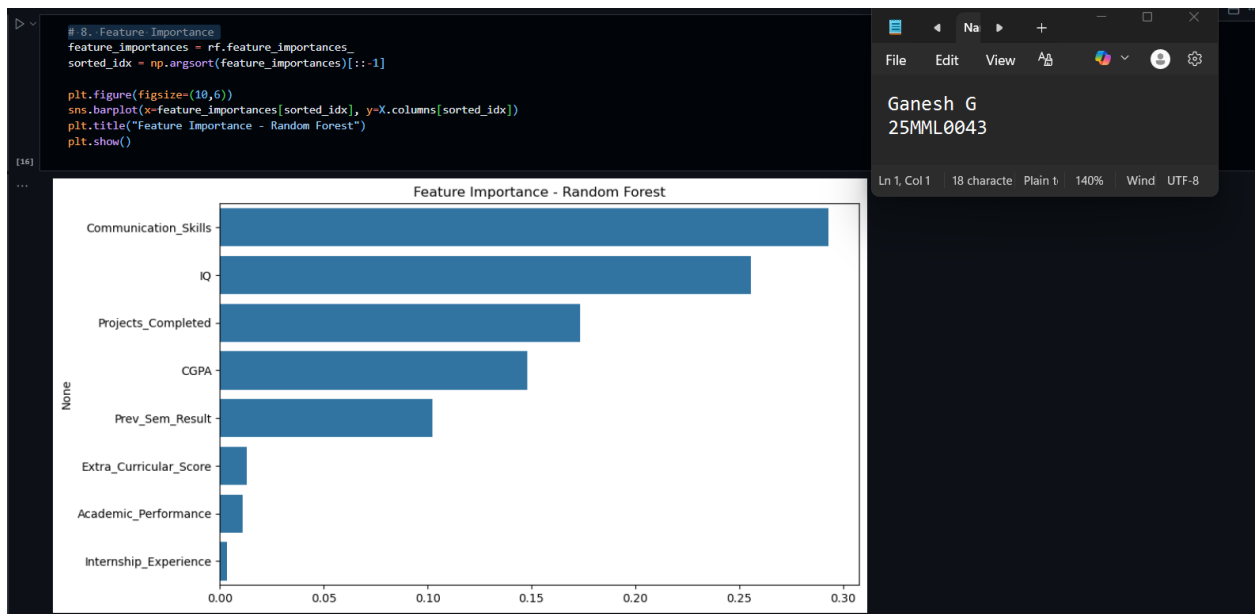 # 8. Feature Importance
feature_importances = rf.feature_importances_
sorted_idx = np.argsort(feature_importances)[::-1]
plt.figure(figsize=(10,6))
sns.barplot(x=feature_importances[sorted_idx], y=X.columns[sorted_idx])
plt.title("Feature Importance - Random Forest")
plt.show()
[16]
...
Na
File Edit View
Ganesh G
25MML0043
Ln 1, Col 1 18 characte Plain t 140% Wind UTF-8
Feature Importance - Random Forest
Communication_Skills
IQ
Projects_Completed
CGPA
None
Prev_Sem_Result
Extra_Curricular_Score
Academic_Performance
Internship_Experience
0.00 0.05 0.10 0.15 0.20 0.25 0.30